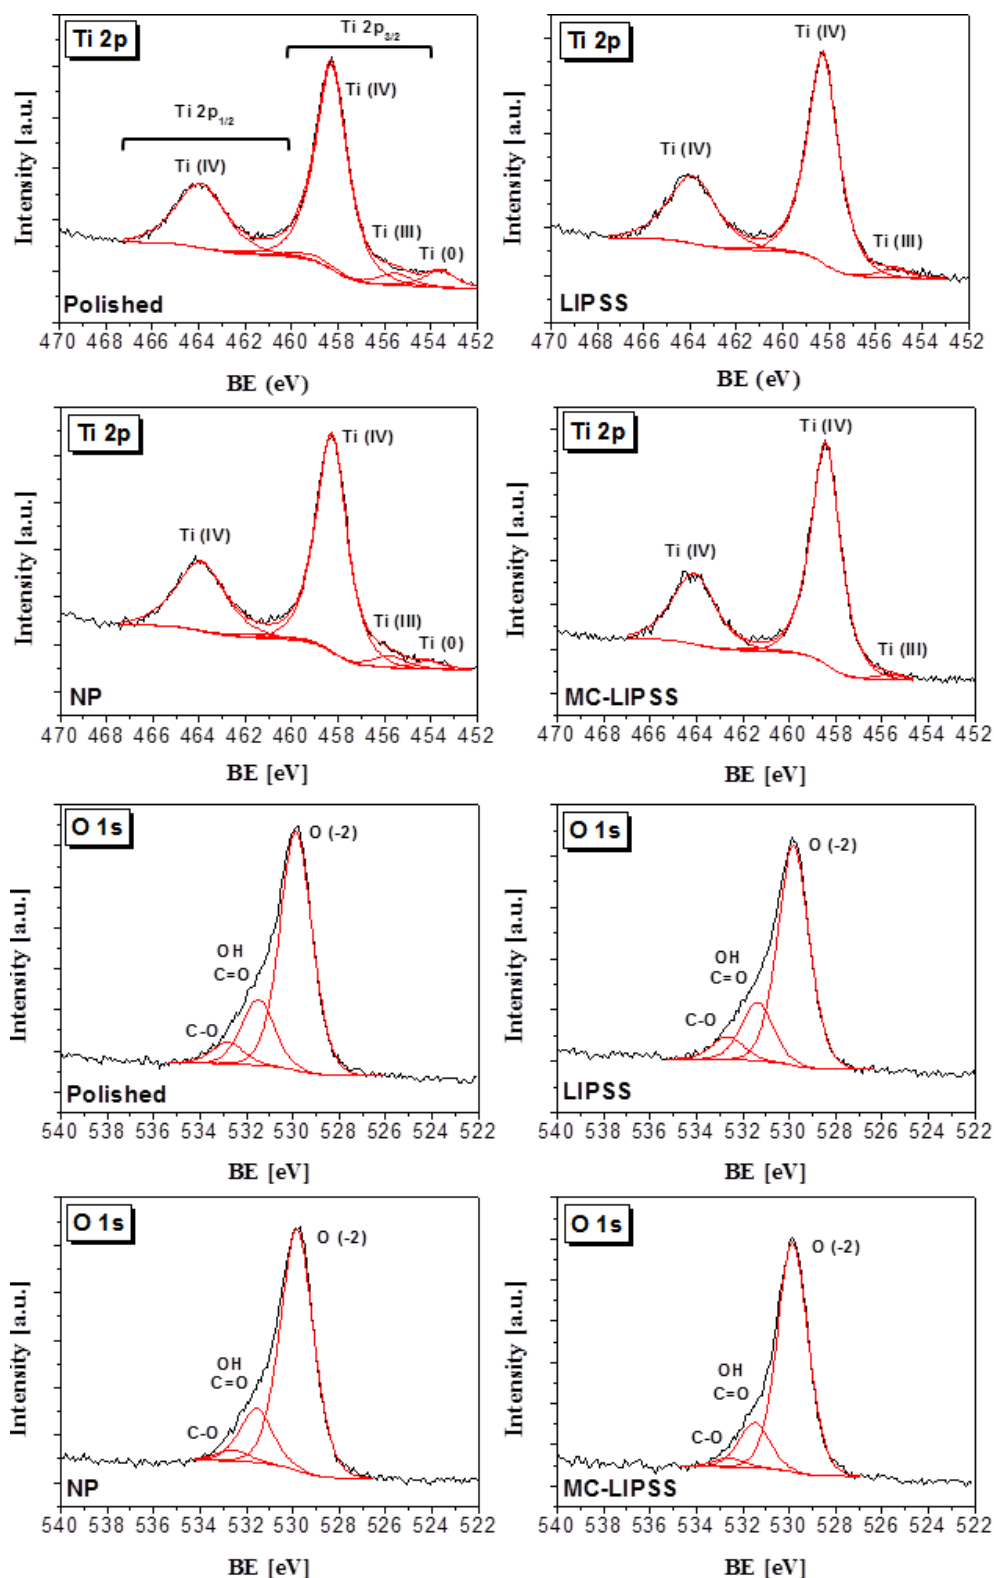 Ti 2p
Ti 2p3/2
Ti (IV)
Ti 2p1/2
Ti (IV)
Ti (III)
Ti (0)
Polished
Intensity [a.u.]
470 468 466 464 462 460 458 456 454 452
BE (eV)
Ti 2p
Ti (IV)
Ti (IV)
Ti (III)
LIPSS
Intensity [a.u.]
470 468 466 464 462 460 458 456 454 452
BE (eV)
Ti 2p
Ti (IV)
Ti (IV)
Ti (III)
Ti (0)
NP
Intensity [a.u.]
470 468 466 464 462 460 458 456 454 452
BE [eV]
Ti 2p
Ti (IV)
Ti (IV)
Ti (III)
MC-LIPSS
Intensity [a.u.]
470 468 466 464 462 460 458 456 454 452
BE [eV]
O 1s
O (-2)
OH
C=O
C-O
Polished
Intensity [a.u.]
540 538 536 534 532 530 528 526 524 522
BE [eV]
O 1s
O (-2)
OH
C=O
C-O
LIPSS
Intensity [a.u.]
540 538 536 534 532 530 528 526 524 522
BE [eV]
O 1s
O (-2)
OH
C=O
C-O
NP
Intensity [a.u.]
540 538 536 534 532 530 528 526 524 522
BE [eV]
O 1s
O (-2)
OH
C=O
C-O
MC-LIPSS
Intensity [a.u.]
540 538 536 534 532 530 528 526 524 522
BE [eV]